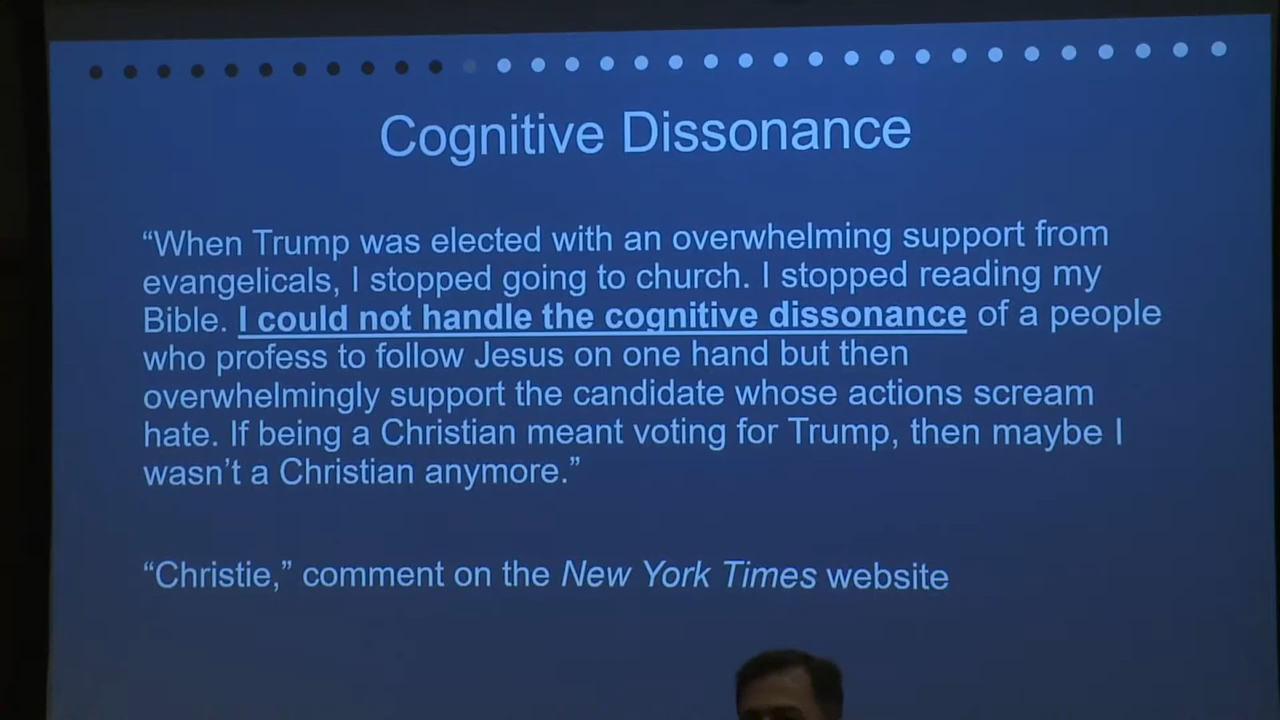 Cognitive Dissonance
“When Trump was elected with an overwhelming support from
evangelicals, I stopped going to church. I stopped reading my
Bible. I could not handle the cognitive dissonance of a people
who profess to follow Jesus on one hand but then
overwhelmingly support the candidate whose actions scream
hate. If being a Christian meant voting for Trump, then maybe I
wasn’t a Christian anymore.”
“Christie,” comment on the New York Times website